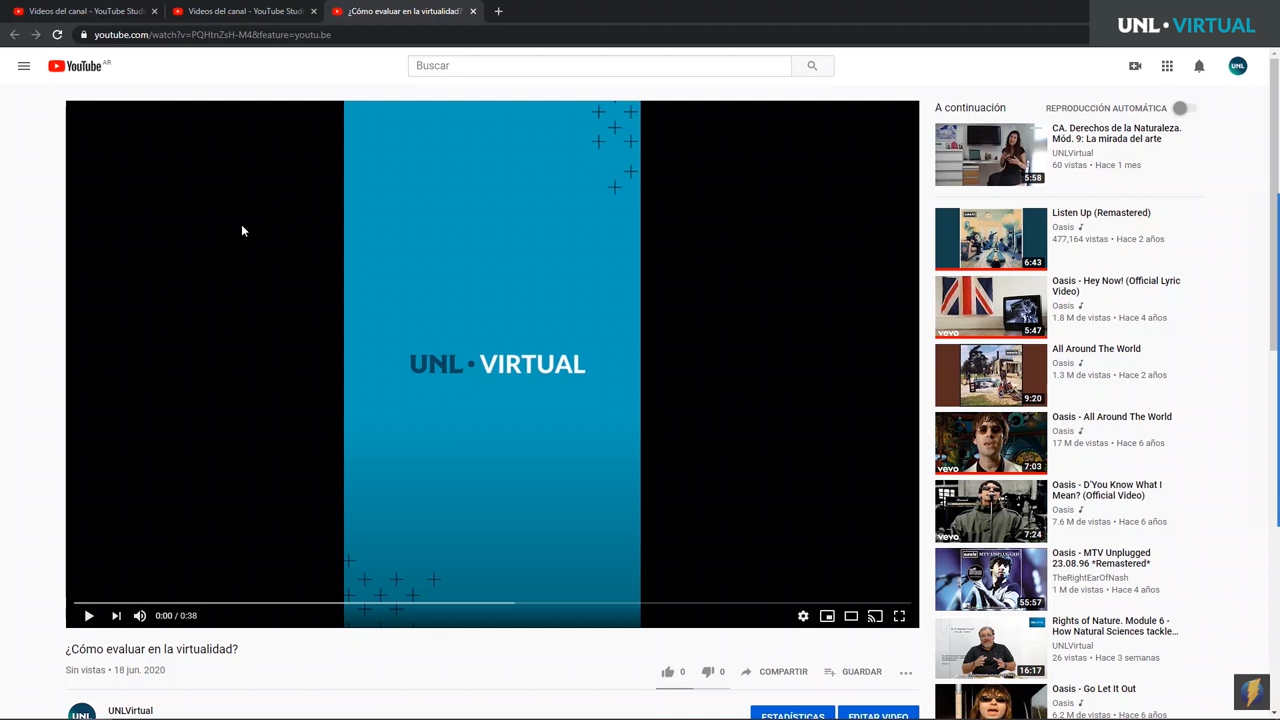 Videos del canal - YouTube Studi
Videos del canal - YouTube Studi
¿Cómo evaluar en la virtualidad?
youtube.com/watch?v=PQHtnZsH-M4&feature=youtu.be
UNL • VIRTUAL
YouTube AR
Buscar
UNL
UNL • VIRTUAL
0:00 / 0:38
¿Cómo evaluar en la virtualidad?
Sin vistas • 18 jun. 2020
0
0
COMPARTIR
GUARDAR
UNL
UNLVirtual
ESTADÍSTICAS
EDITAR VIDEO
A continuación
REPRODUCCIÓN AUTOMÁTICA
5:58
CA. Derechos de la Naturaleza.
Mód. 9: La mirada del arte
UNLVirtual
60 vistas • Hace 1 mes
6:43
Listen Up (Remastered)
Oasis
477,164 vistas • Hace 2 años
vevo
5:47
Oasis - Hey Now! (Official Lyric
Video)
Oasis
1.8 M de vistas • Hace 4 años
9:20
All Around The World
Oasis
1.3 M de vistas • Hace 2 años
vevo
7:03
Oasis - All Around The World
Oasis
17 M de vistas • Hace 6 años
vevo
7:24
Oasis - D'You Know What I
Mean? (Official Video)
Oasis
7.6 M de vistas • Hace 6 años
MTV UNPLUGGED
55:57
Oasis - MTV Unplugged
23.08.96 *Remastered*
TheRightEarOfNash
1 M de vistas • Hace 4 años
16:17
Rights of Nature. Module 6 -
How Natural Sciences tackle...
UNLVirtual
26 vistas • Hace 3 semanas
Oasis - Go Let It Out
Oasis
6.2 M de vistas • Hace 6 años